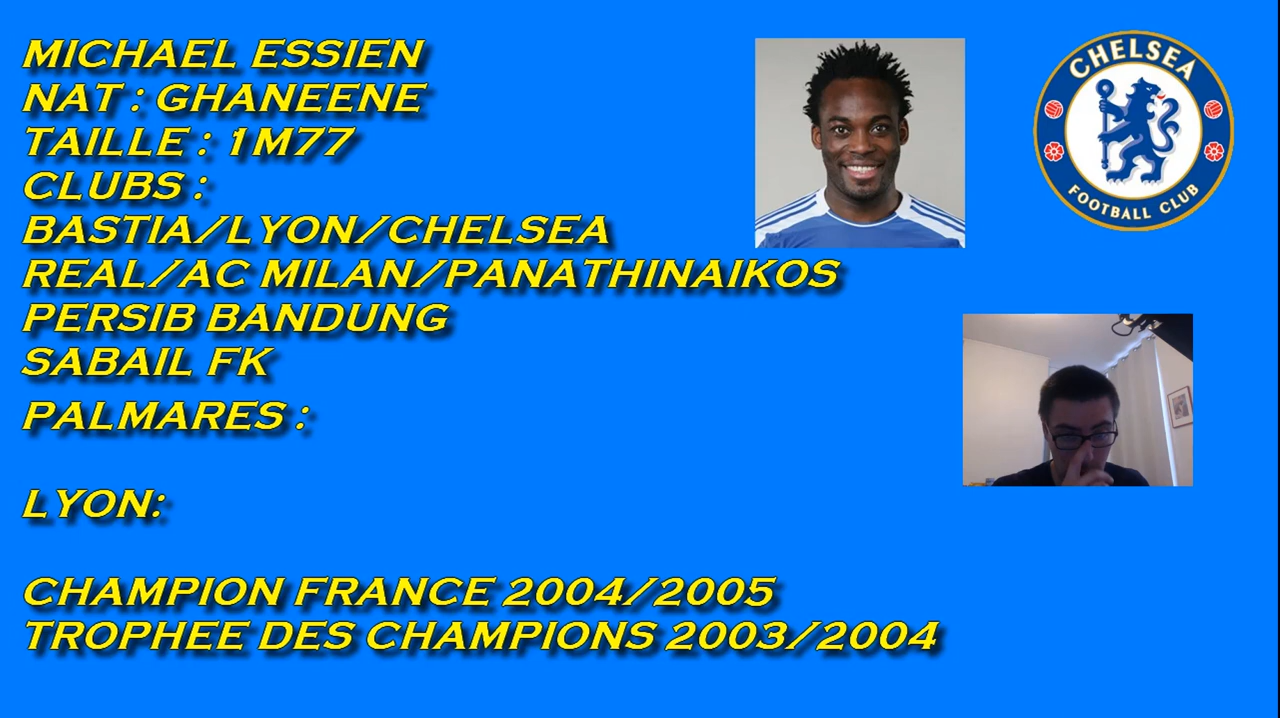 MICHAEL ESSIEN
NAT : GHANEENE
TAILLE : 1M77
CLUBS :
BASTIA/LYON/CHELSEA
REAL/AC MILAN/PANATHINAIKOS
PERSIB BANDUNG
SABAIL FK
PALMARES :
LYON:
CHAMPION FRANCE 2004/2005
TROPHEE DES CHAMPIONS 2003/2004
CHELSEA
FOOTBALL CLUB